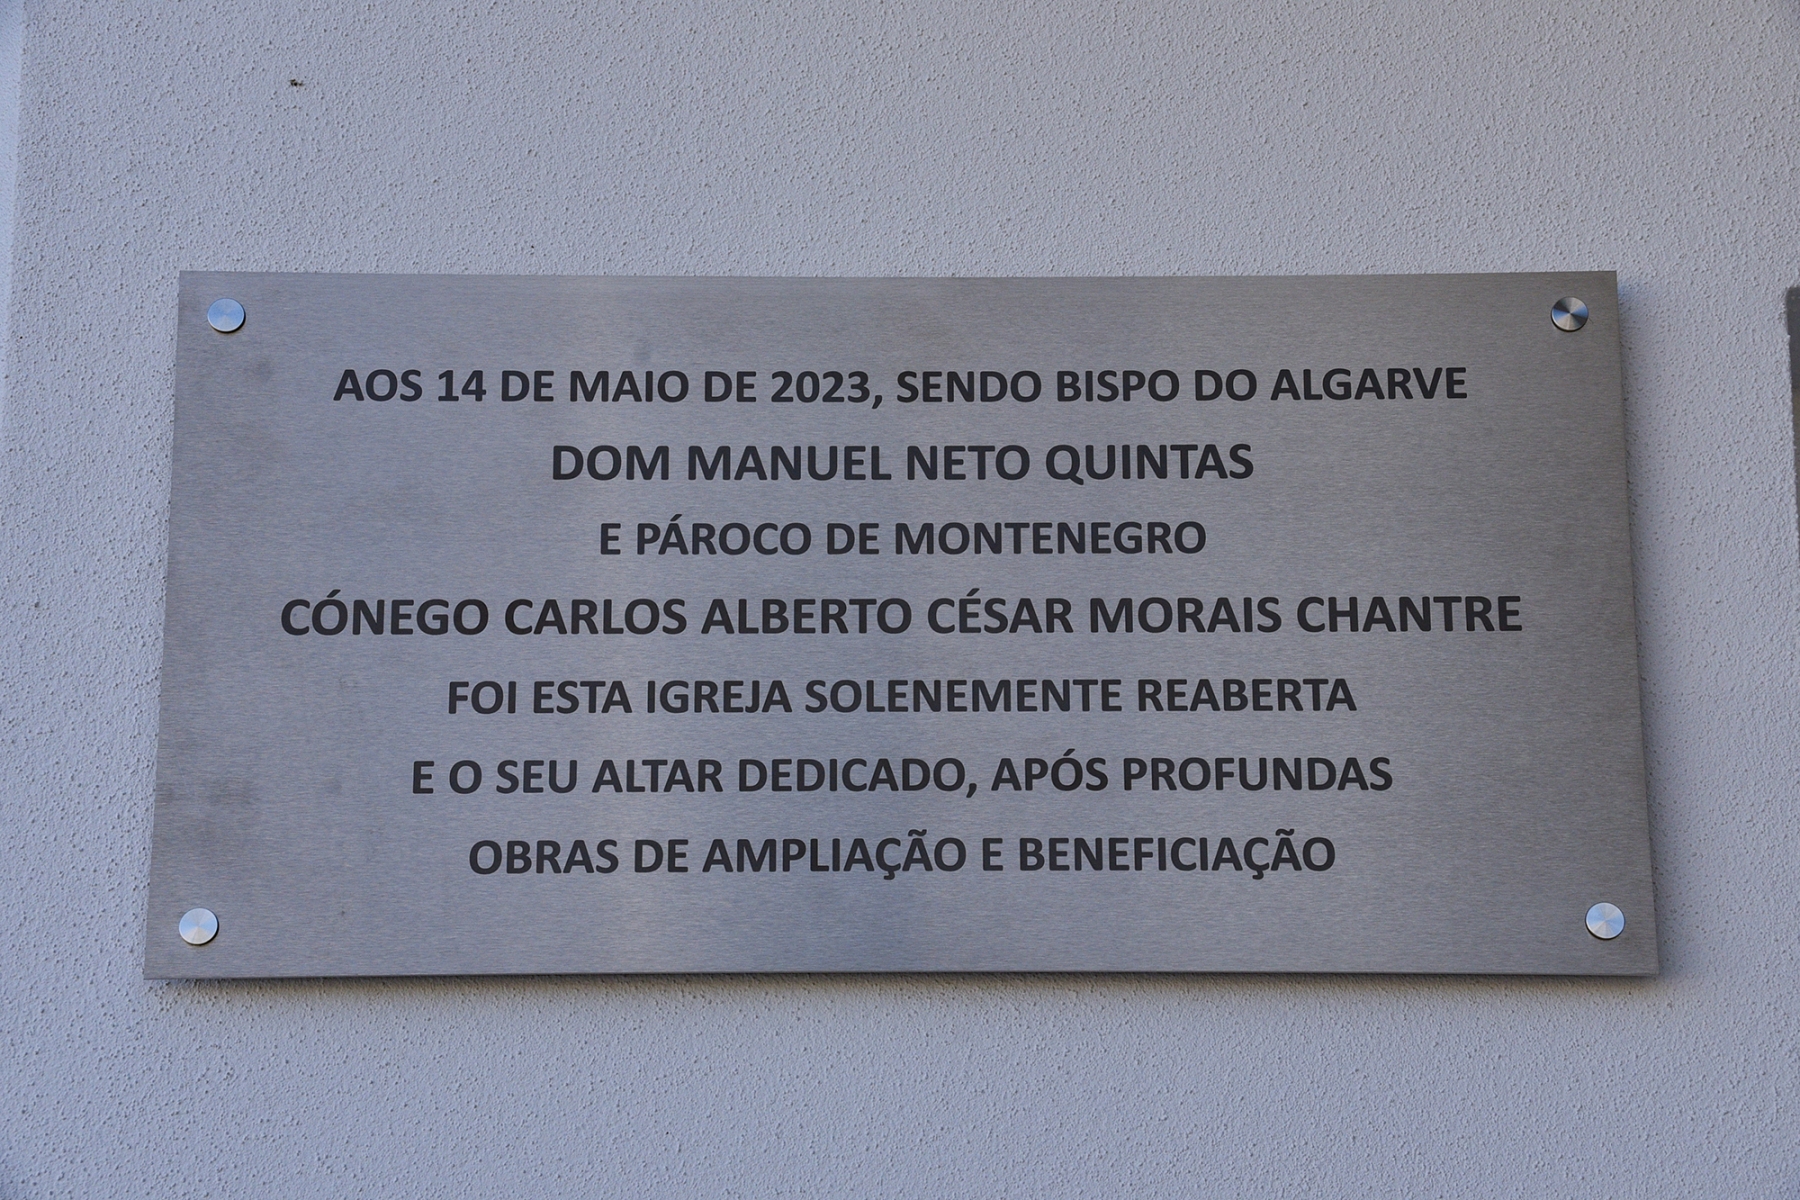 AOS 14 DE MAIO DE 2023, SENDO BISPO DO ALGARVE
DOM MANUEL NETO QUINTAS
E PÁROCO DE MONTENEGRO
CÓNEGO CARLOS ALBERTO CÉSAR MORAIS CHANTRE
FOI ESTA IGREJA SOLENEMENTE REABERTA
E O SEU ALTAR DEDICADO, APÓS PROFUNDAS
OBRAS DE AMPLIAÇÃO E BENEFICIAÇÃO